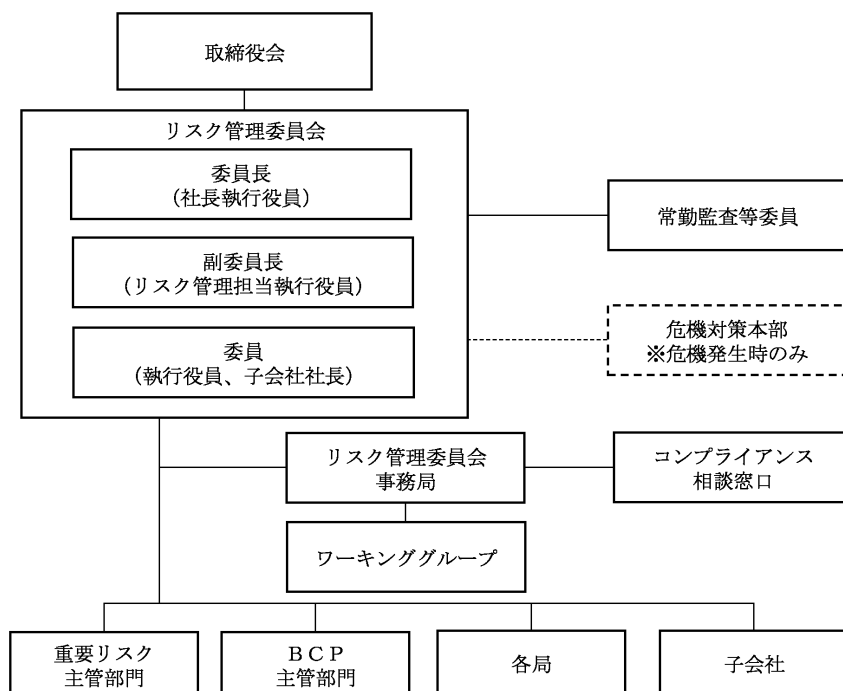 取締役会
リスク管理委員会
委員長
（社長執行役員）
副委員長
（リスク管理担当執行役員）
委員
（執行役員、子会社社長）
常勤監査等委員
危機対策本部
※危機発生時のみ
リスク管理委員会
事務局
コンプライアンス
相談窓口
ワーキンググループ
重要リスク
主管部門
ＢＣＰ
主管部門
各局
子会社